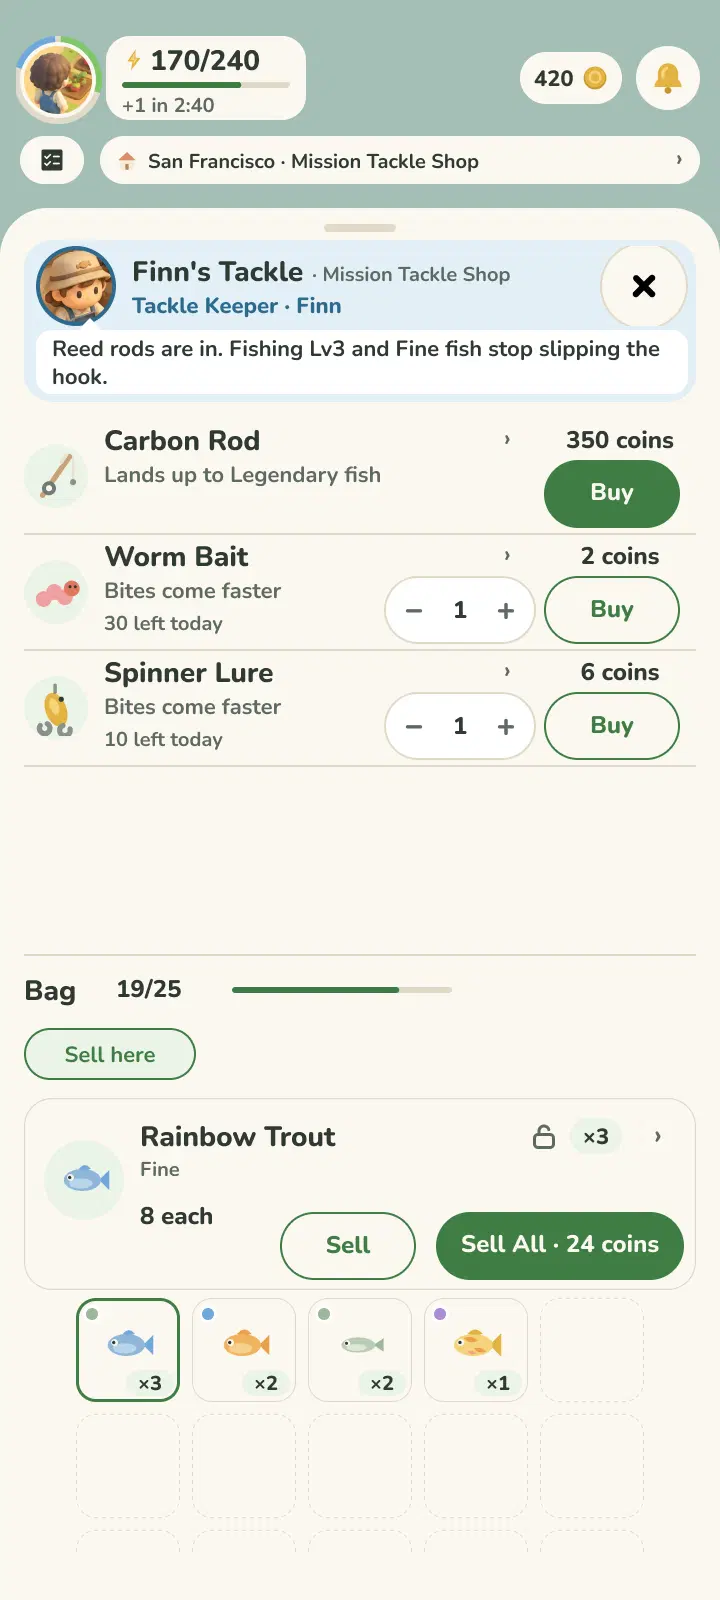 170/240
+1 in 2:40
420
San Francisco · Mission Tackle Shop ›
Finn's Tackle · Mission Tackle Shop
Tackle Keeper · Finn
Reed rods are in. Fishing Lv3 and Fine fish stop slipping the
hook.
Carbon Rod › 350 coins
Lands up to Legendary fish
Buy
Worm Bait › 2 coins
Bites come faster
30 left today
− 1 + Buy
Spinner Lure › 6 coins
Bites come faster
10 left today
− 1 + Buy
Bag 19/25
Sell here
Rainbow Trout ×3 ›
Fine
8 each
Sell Sell All · 24 coins
×3 ×2 ×2 ×1